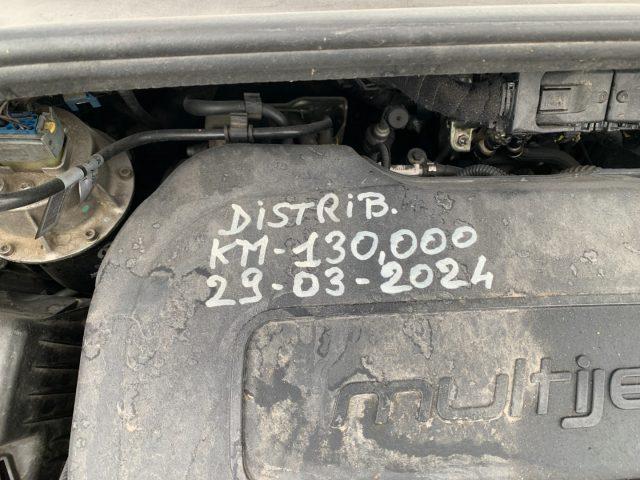 DiSTRiB.
KM-130,000
29-03-2024
multije